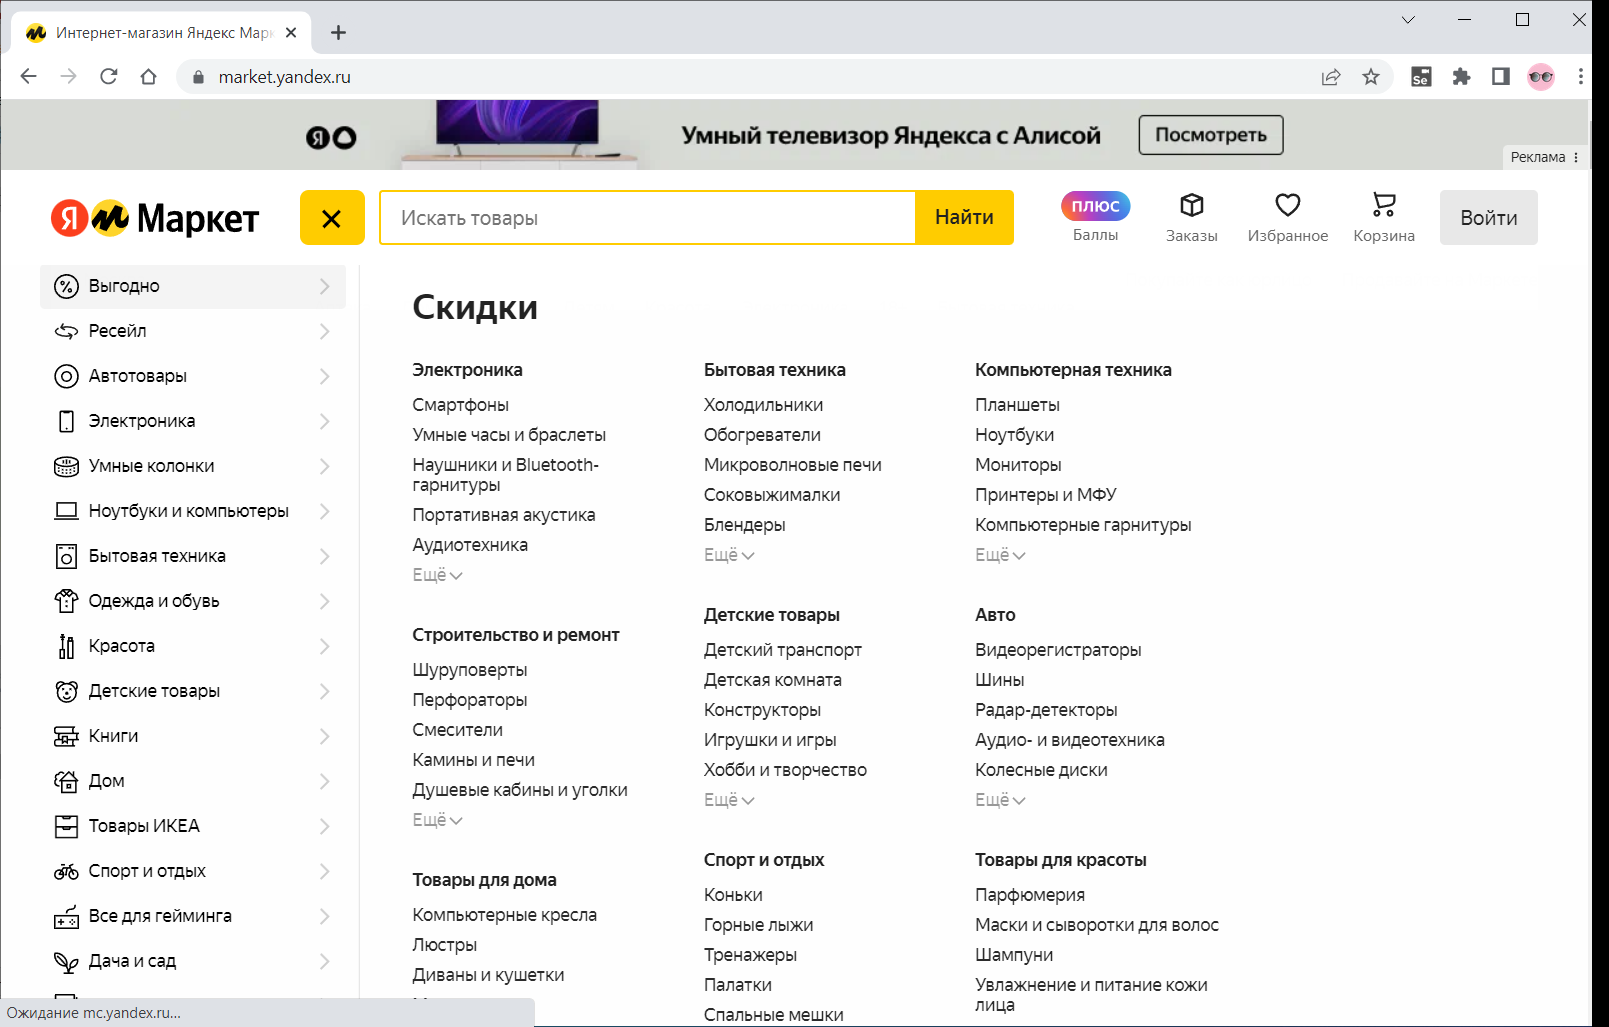 Интернет-магазин Яндекс Марк
market.yandex.ru
Se
Я
Умный телевизор Яндекса с Алисой
Посмотреть
Реклама
Я М Маркет
Искать товары
Найти
плюс
Баллы
Заказы
Избранное
Корзина
Войти
Выгодно
Ресейл
Автотовары
Электроника
Умные колонки
Ноутбуки и компьютеры
Бытовая техника
Одежда и обувь
Красота
Детские товары
Книги
Дом
Товары ИКЕА
Спорт и отдых
Все для гейминга
Дача и сад
Скидки
Электроника
Смартфоны
Умные часы и браслеты
Наушники и Bluetooth-
гарнитуры
Портативная акустика
Аудиотехника
Ещё
Строительство и ремонт
Шуруповерты
Перфораторы
Смесители
Камины и печи
Душевые кабины и уголки
Ещё
Товары для дома
Компьютерные кресла
Люстры
Диваны и кушетки
Бытовая техника
Холодильники
Обогреватели
Микроволновые печи
Соковыжималки
Блендеры
Ещё
Детские товары
Детский транспорт
Детская комната
Конструкторы
Игрушки и игры
Хобби и творчество
Ещё
Спорт и отдых
Коньки
Горные лыжи
Тренажеры
Палатки
Спальные мешки
Компьютерная техника
Планшеты
Ноутбуки
Мониторы
Принтеры и МФУ
Компьютерные гарнитуры
Ещё
Авто
Видеорегистраторы
Шины
Радар-детекторы
Аудио- и видеотехника
Колесные диски
Ещё
Товары для красоты
Парфюмерия
Маски и сыворотки для волос
Шампуни
Увлажнение и питание кожи
лица
Ожидание mc.yandex.ru...